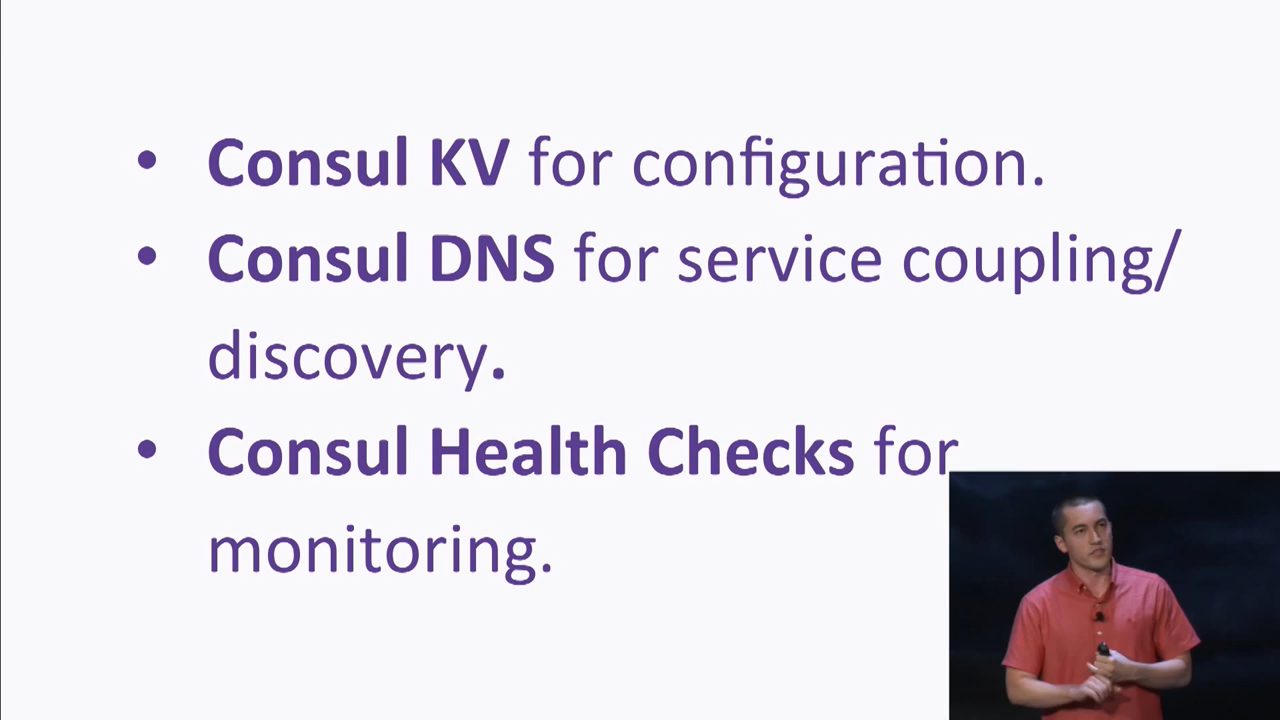 • Consul KV for configuration.
• Consul DNS for service coupling/
discovery.
• Consul Health Checks for
monitoring.